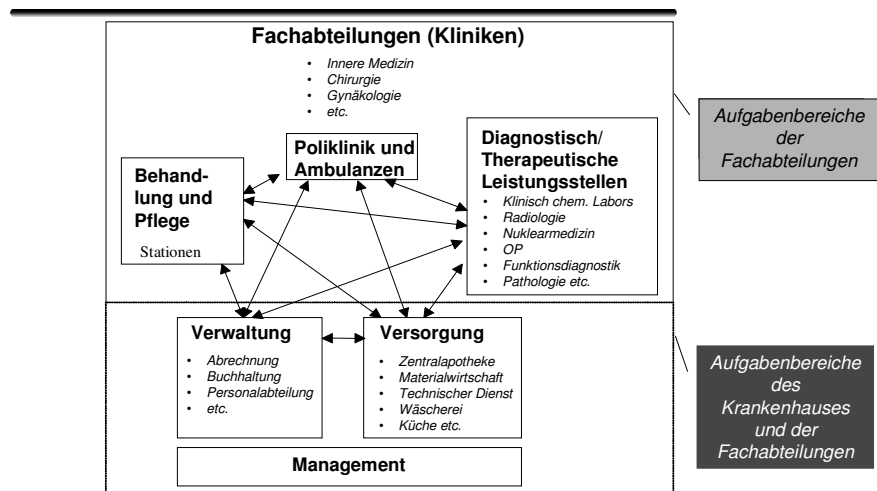 Fachabteilungen (Kliniken)
• Innere Medizin
• Chirurgie
• Gynäkologie
• etc.
Aufgabenbereiche
der
Fachabteilungen
Poliklinik und
Ambulanzen
Diagnostisch/
Therapeutische
Leistungsstellen
• Klinisch chem. Labors
• Radiologie
• Nuklearmedizin
• OP
• Funktionsdiagnostik
• Pathologie etc.
Behand-
lung und
Pflege
Stationen
Verwaltung
• Abrechnung
• Buchhaltung
• Personalabteilung
• etc.
Versorgung
• Zentralapotheke
• Materialwirtschaft
• Technischer Dienst
• Wäscherei
• Küche etc.
Aufgabenbereiche
des
Krankenhauses
und der
Fachabteilungen
Management